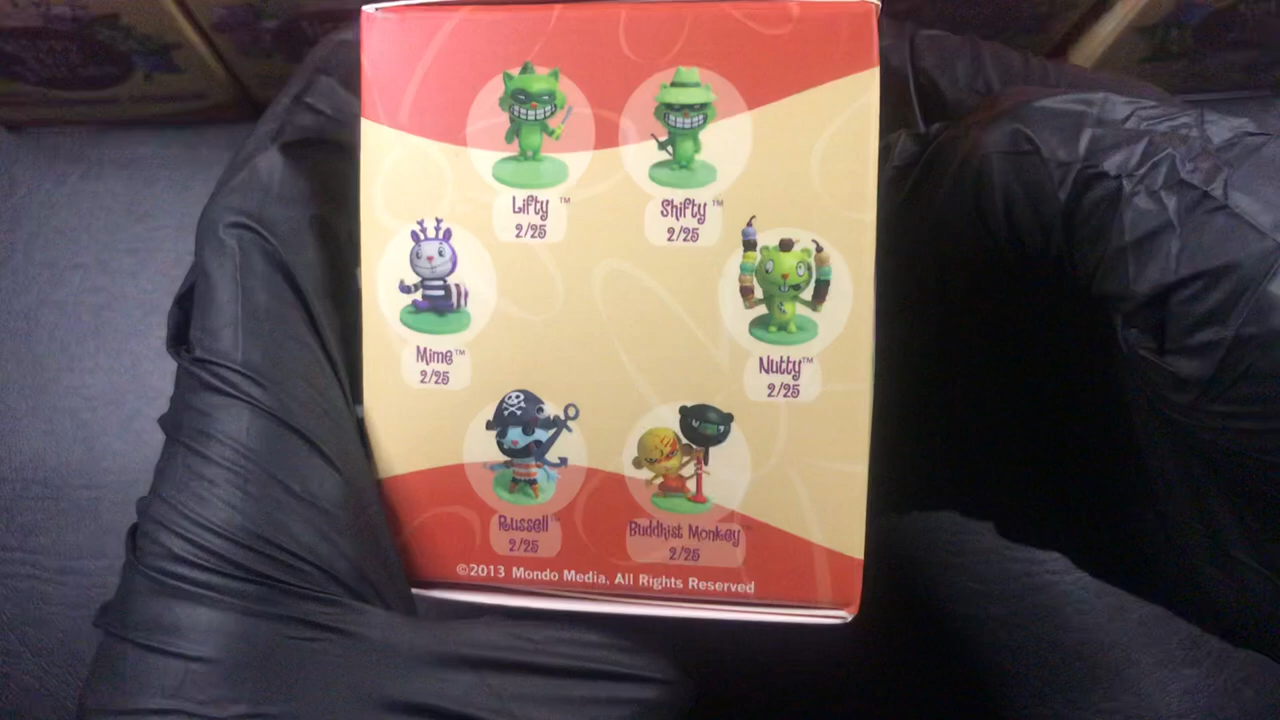 Lifty™
2/25
Shifty™
2/25
Mime™
2/25
Nutty™
2/25
Russell™
2/25
Buddhist Monkey™
2/25
©2013 Mondo Media, All Rights Reserved